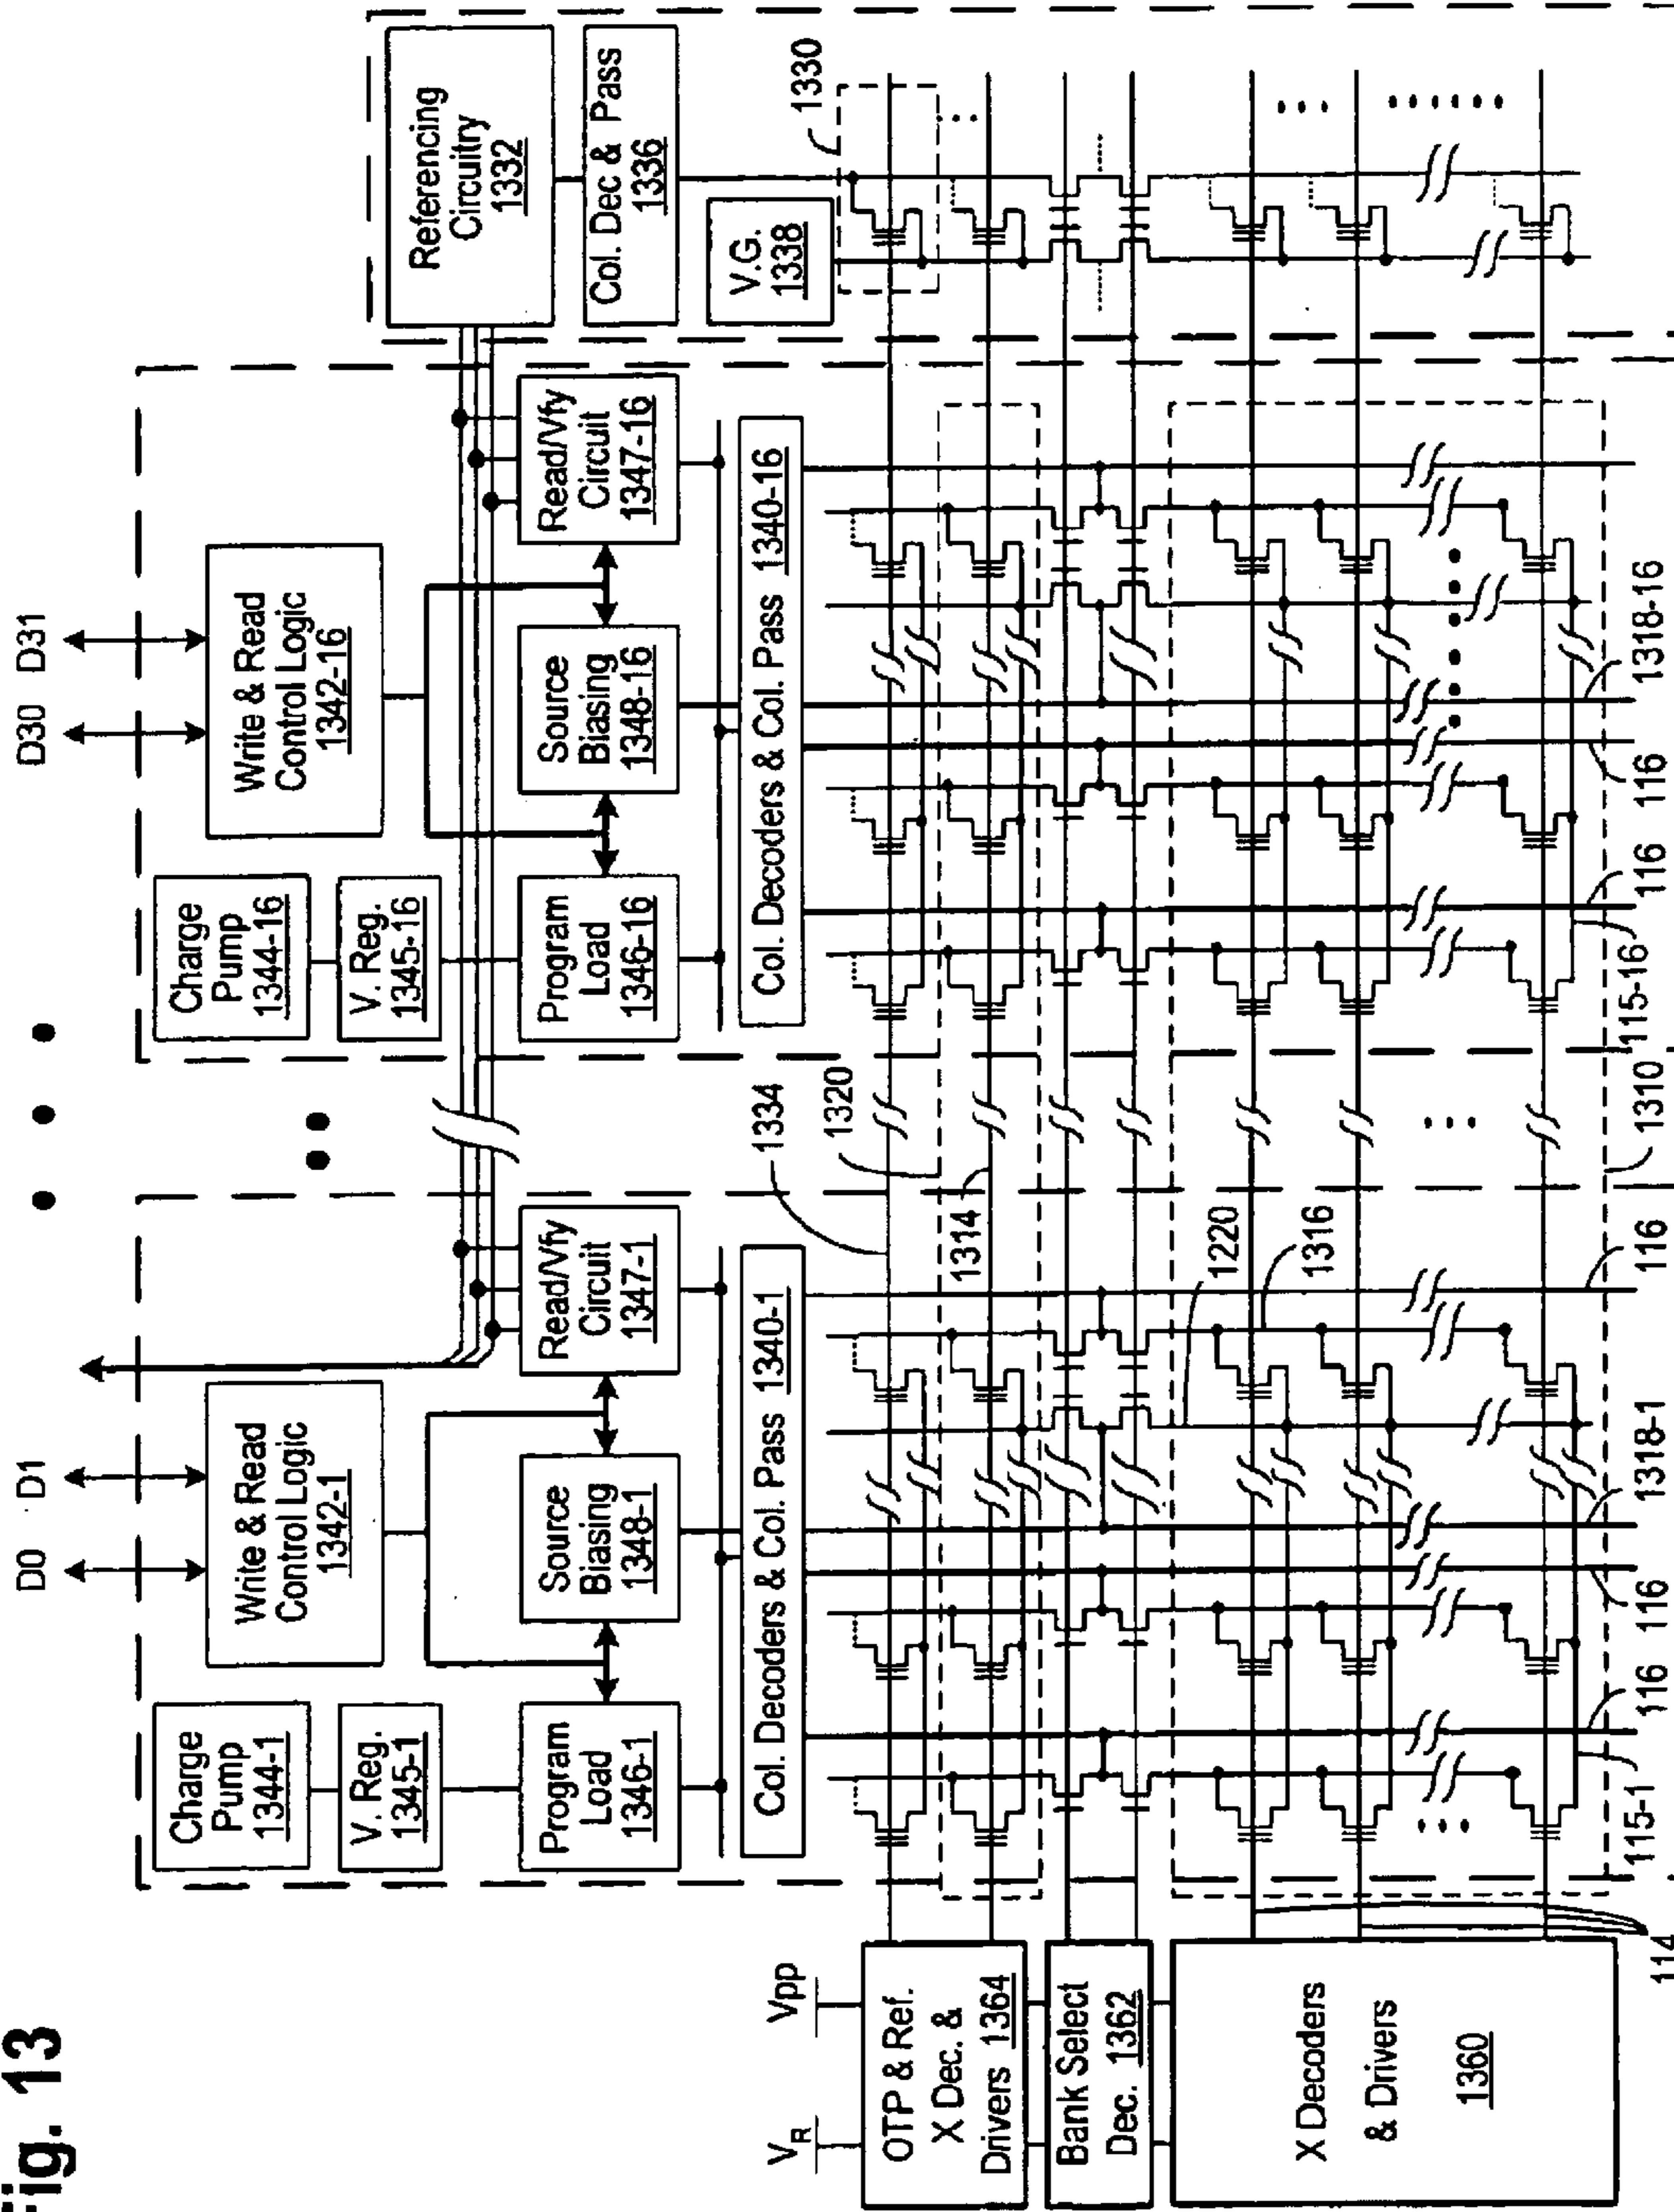 Fig. 13
D0
D1
D30
D31
Charge
Pump
1344-1
V. Reg.
1345-1
Write & Read
Control Logic
1342-1
Program
Load
1346-1
Source
Biasing
1348-1
Read/Vfy
Circuit
1347-1
Col. Decoders & Col. Pass 1340-1
Charge
Pump
1344-16
V. Reg.
1345-16
Write & Read
Control Logic
1342-16
Program
Load
1346-16
Source
Biasing
1348-16
Read/Vfy
Circuit
1347-16
Col. Decoders & Col. Pass 1340-16
Referencing
Circuitry
1332
Col. Dec & Pass
1336
V.G.
1338
1330
1334
1320
1314
1220
1316
VR
Vpp
OTP & Ref.
X Dec. &
Drivers 1364
Bank Select
Dec. 1362
X Decoders
& Drivers
1360
114
115-1
116
116
1318-1
116
1310
115-16
116
116
1318-16